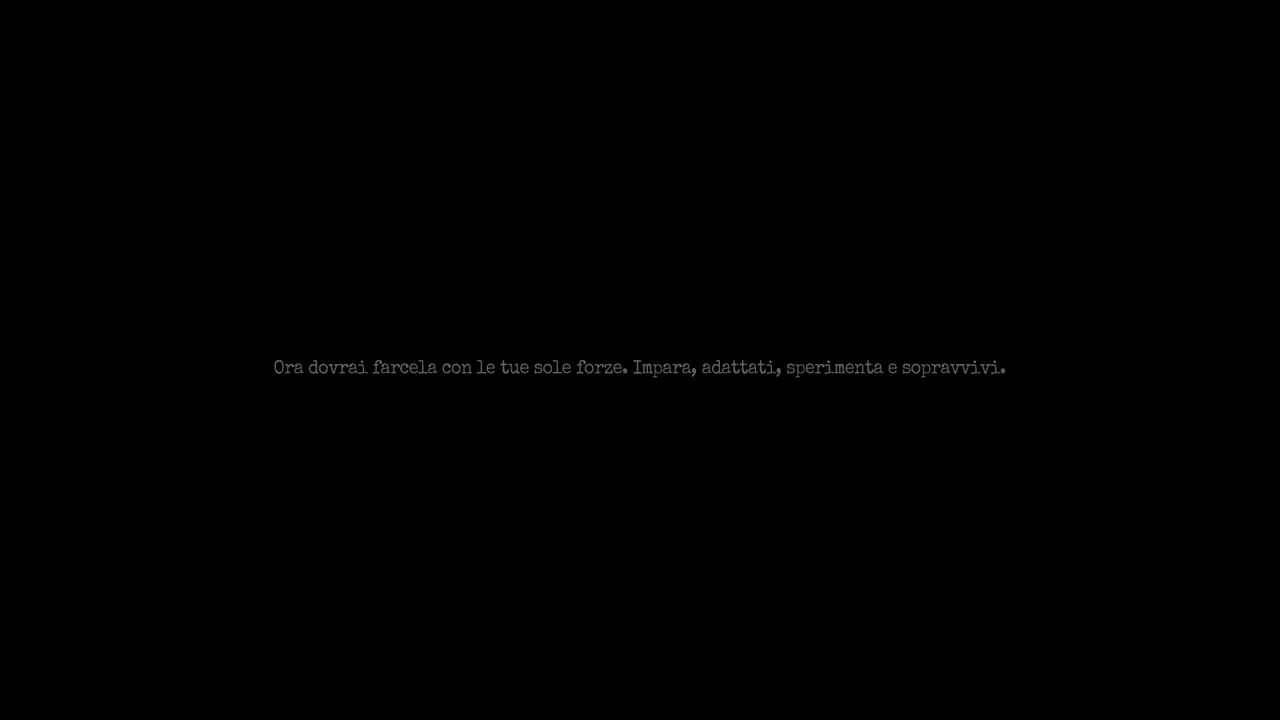 Ora dovrai farcela con le tue sole forze. Impara, adattati, sperimenta e sopravvivi.